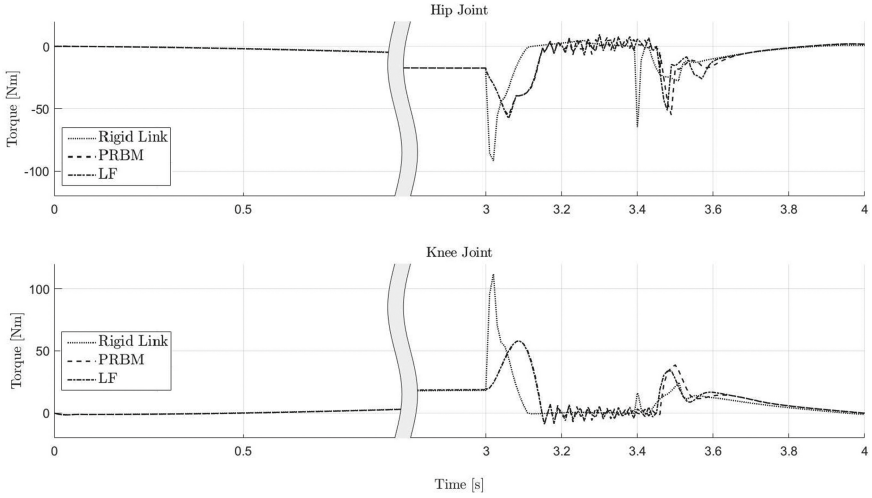 Hip Joint
Torque [Nm]
0
-50
-100
Rigid Link
PRBM
LF
0 0.5 3 3.2 3.4 3.6 3.8 4
Knee Joint
Torque [Nm]
100
50
0
Rigid Link
PRBM
LF
0 0.5 3 3.2 3.4 3.6 3.8 4
Time [s]